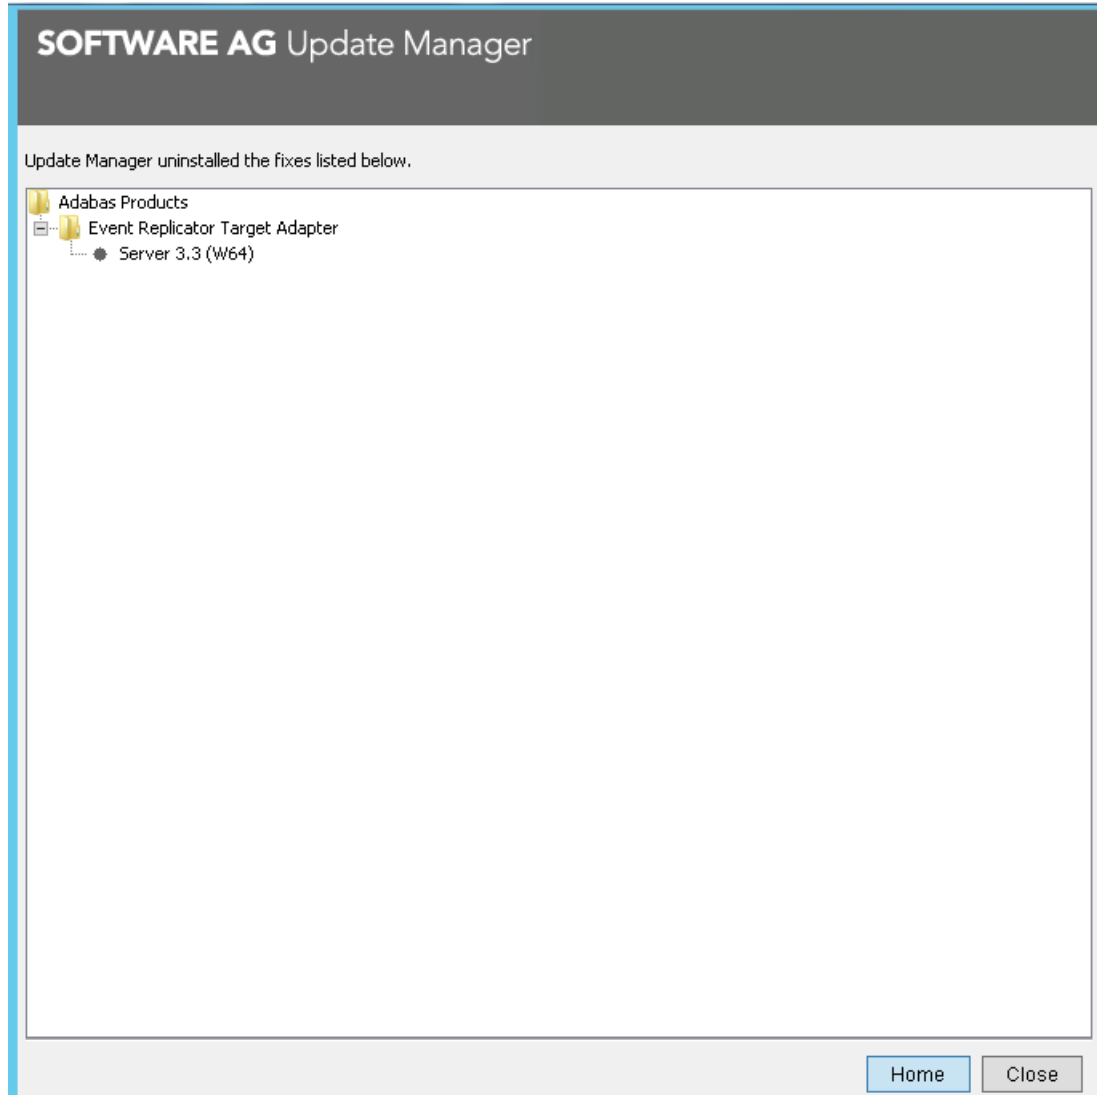 SOFTWARE AG Update Manager
Update Manager uninstalled the fixes listed below.
Adabas Products
Event Replicator Target Adapter
Server 3.3 (W64)
Home Close